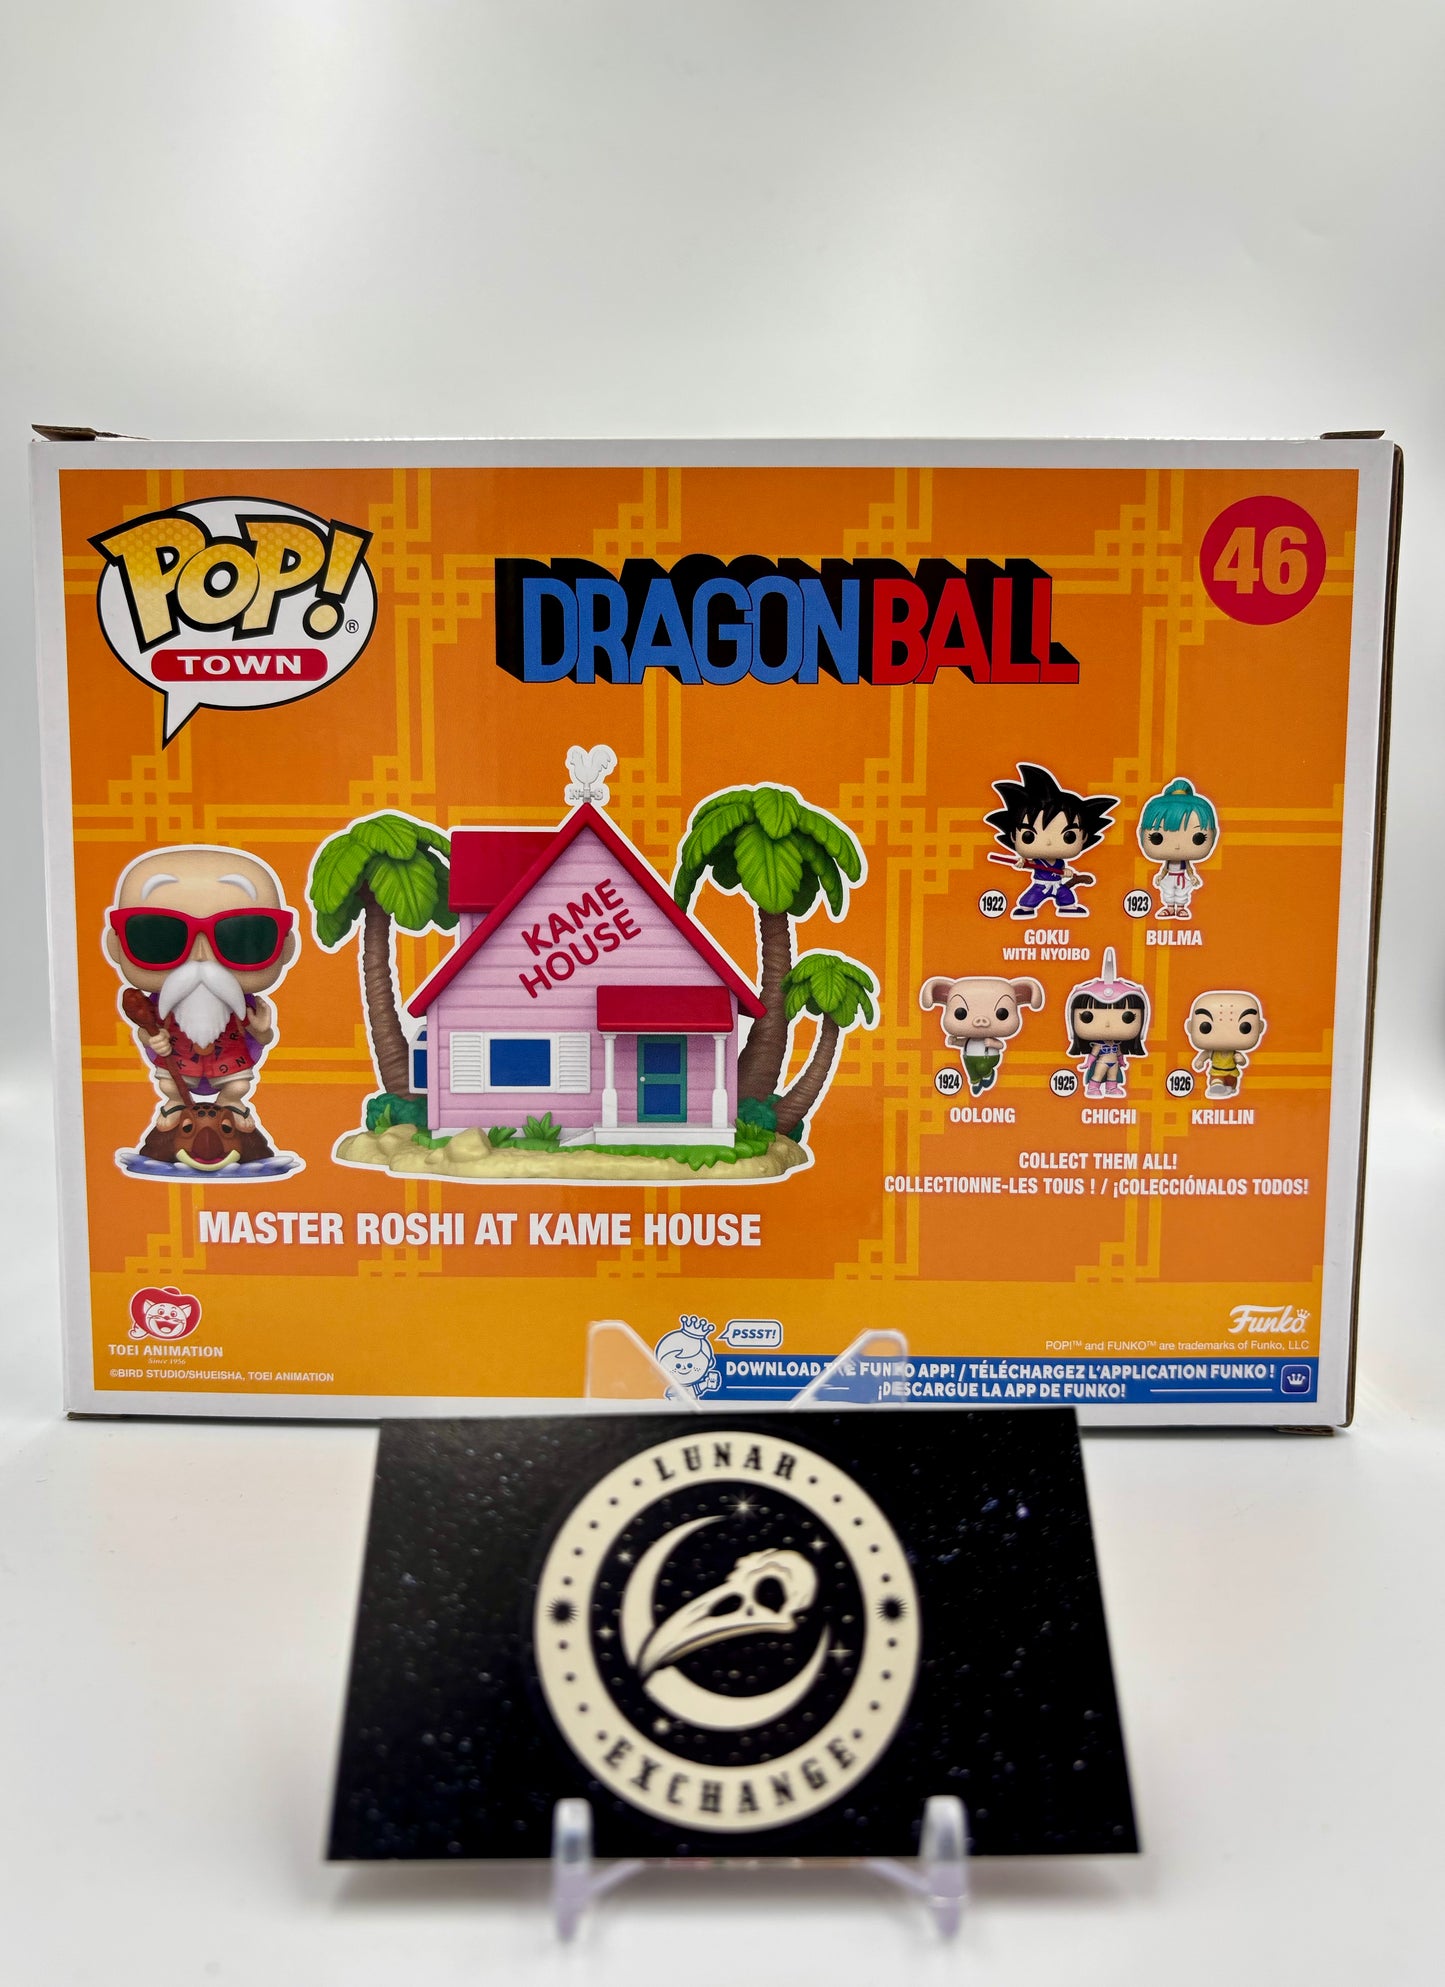 POP!®
TOWN
DRAGON BALL
46
N S
KAME
HOUSE
1922
GOKU
WITH NYOIBO
1923
BULMA
1924
OOLONG
1925
CHICHI
1926
KRILLIN
COLLECT THEM ALL!
COLLECTIONNE-LES TOUS ! / ¡COLECCIÓNALOS TODOS!
MASTER ROSHI AT KAME HOUSE
TOEI ANIMATION
Since 1956
©BIRD STUDIO/SHUEISHA, TOEI ANIMATION
PSSST!
Funko®
POP!™ and FUNKO™ are trademarks of Funko, LLC
DOWNLOAD THE FUNKO APP! / TÉLÉCHARGEZ L'APPLICATION FUNKO !
¡DESCARGUE LA APP DE FUNKO!
LUNAR
EXCHANGE